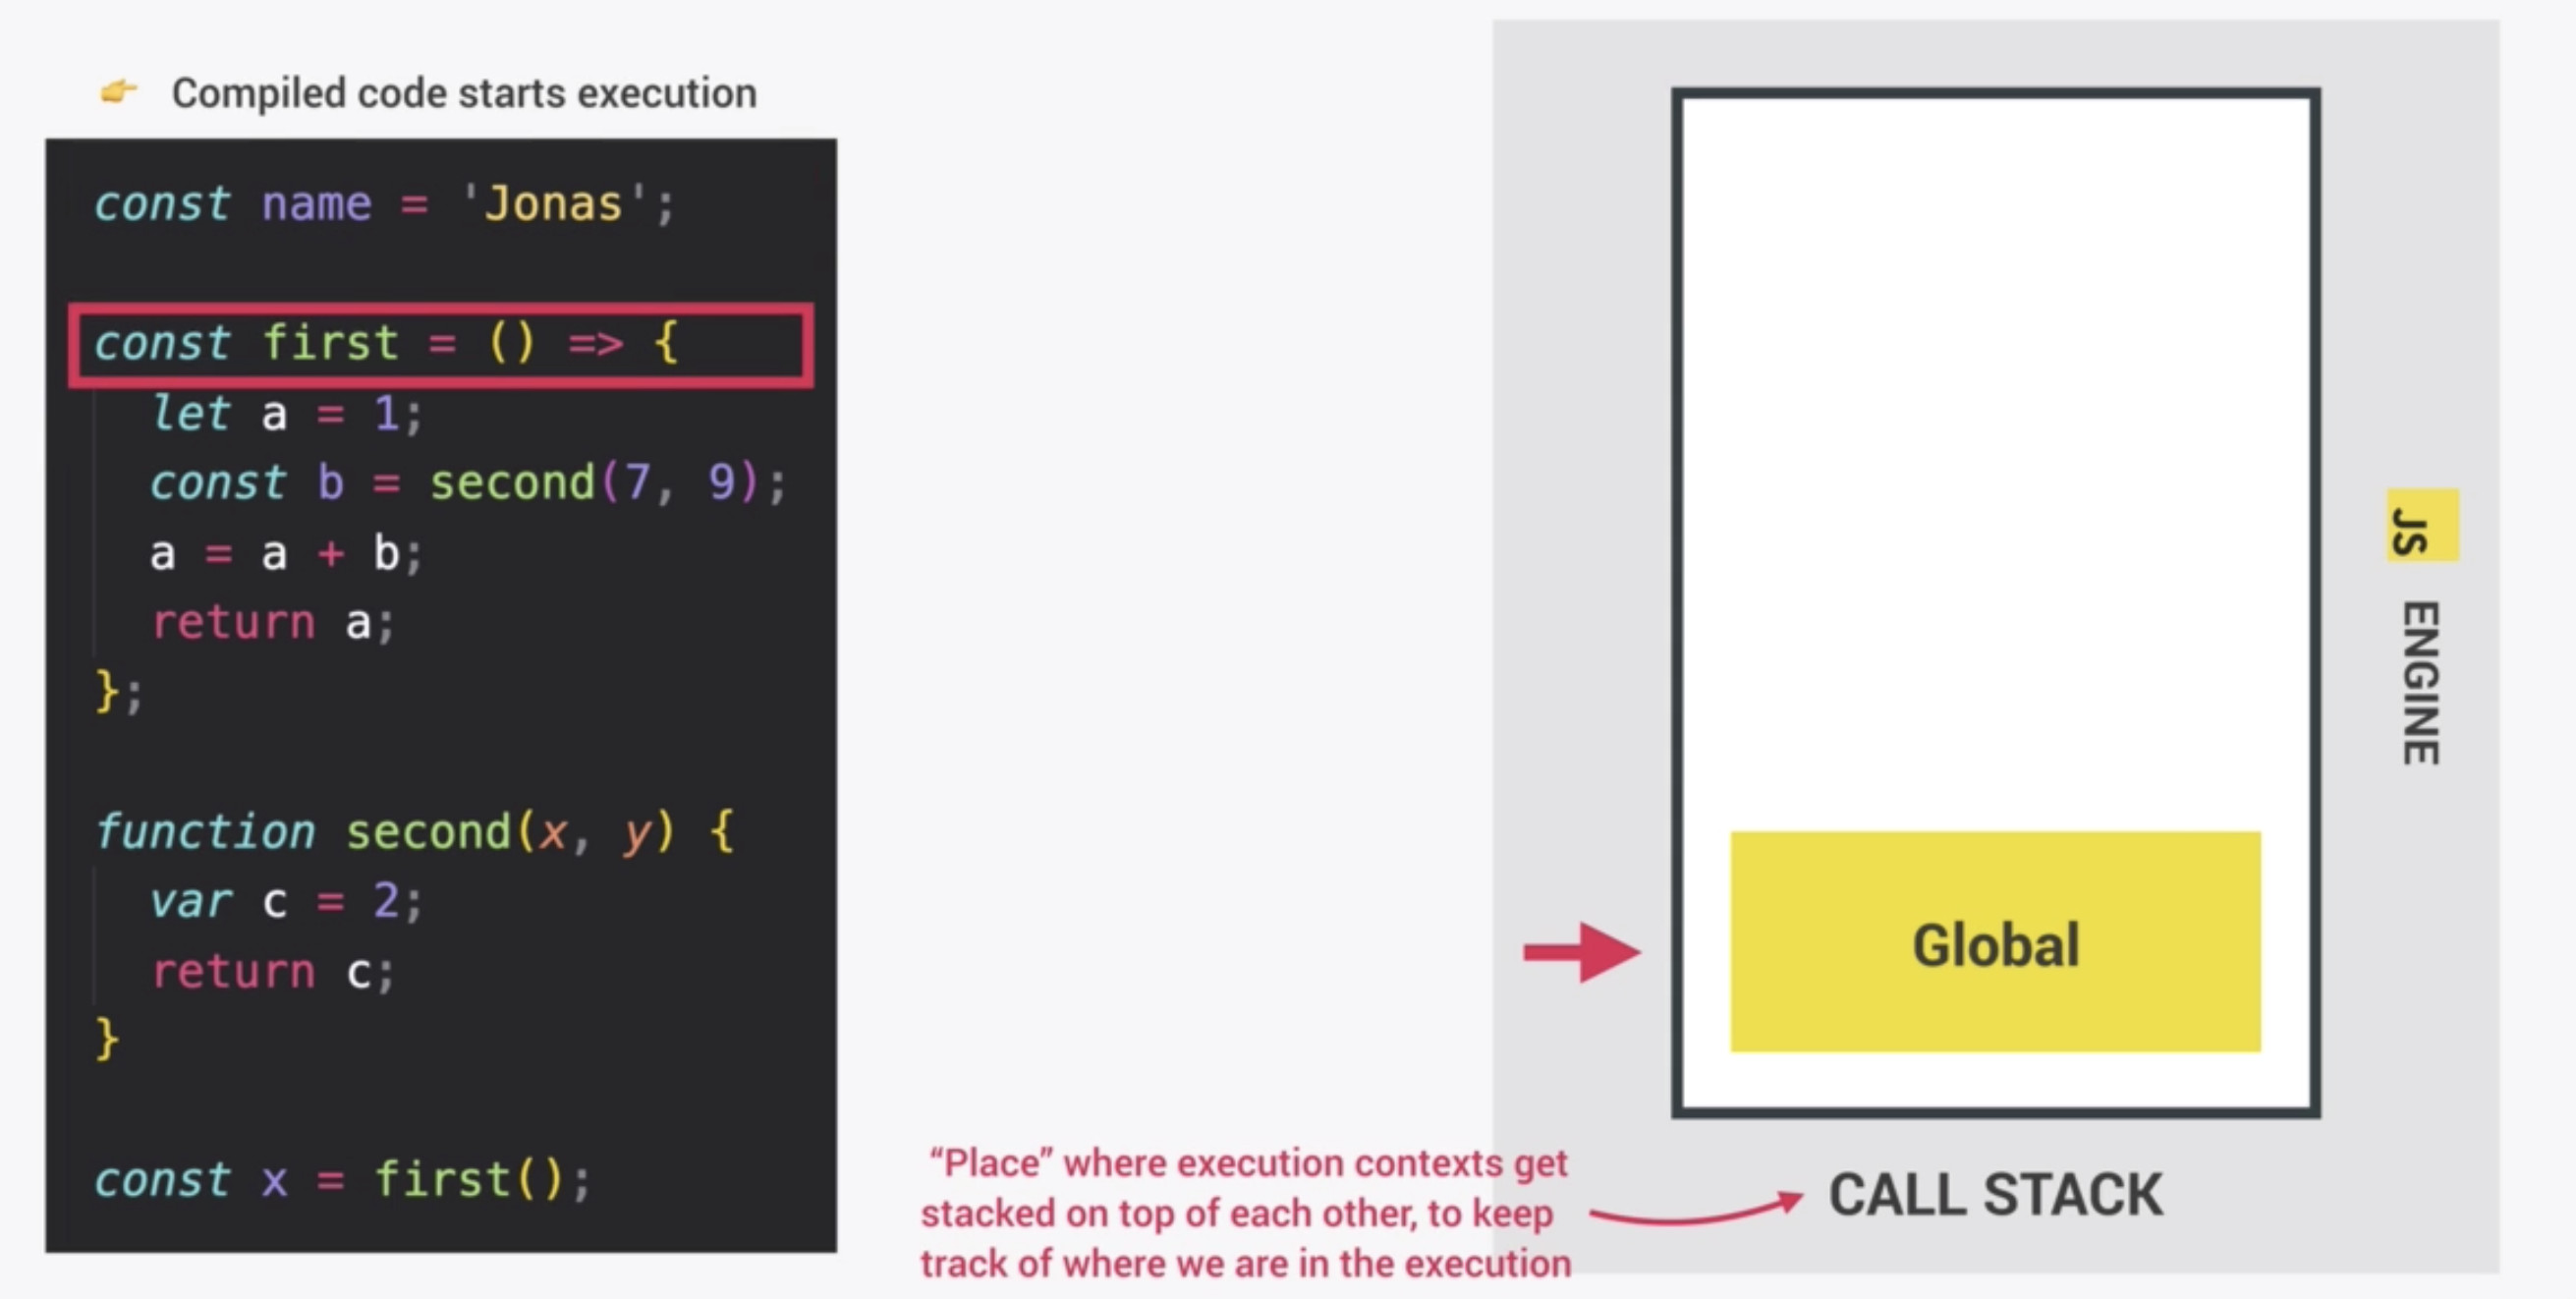 👉 Compiled code starts execution
const name = 'Jonas';
const first = () => {
let a = 1;
const b = second(7, 9);
a = a + b;
return a;
};
function second(x, y) {
var c = 2;
return c;
}
const x = first();
“Place” where execution contexts get
stacked on top of each other, to keep
track of where we are in the execution
Global
CALL STACK
JS ENGINE